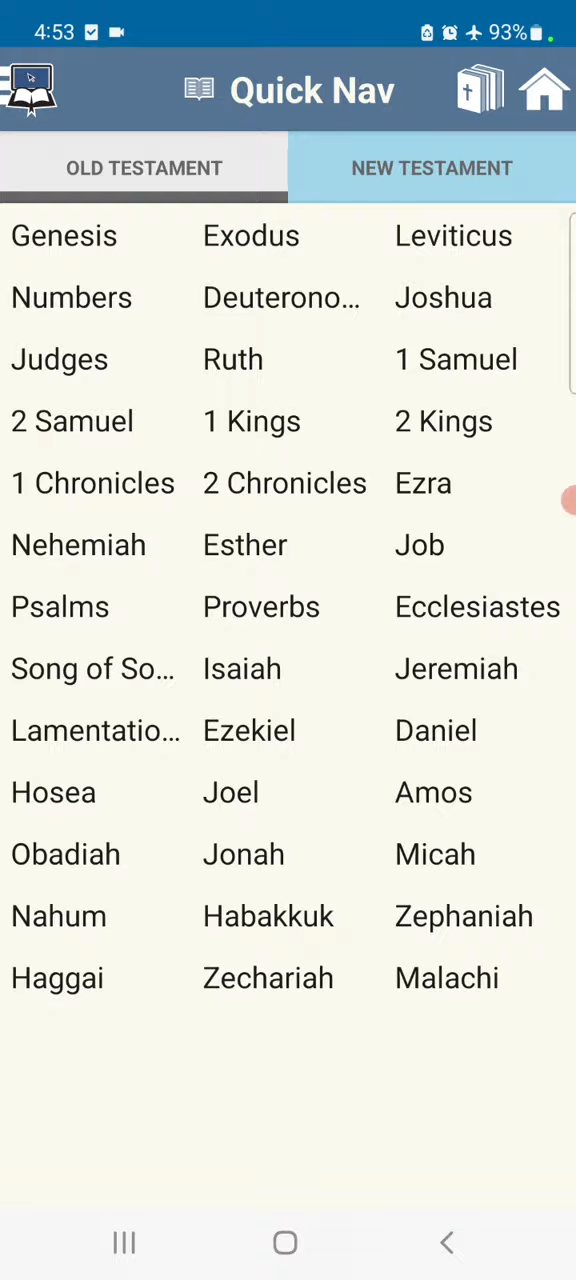 4:53 93%
Quick Nav
OLD TESTAMENT NEW TESTAMENT
Genesis Exodus Leviticus
Numbers Deuterono... Joshua
Judges Ruth 1 Samuel
2 Samuel 1 Kings 2 Kings
1 Chronicles 2 Chronicles Ezra
Nehemiah Esther Job
Psalms Proverbs Ecclesiastes
Song of So... Isaiah Jeremiah
Lamentatio... Ezekiel Daniel
Hosea Joel Amos
Obadiah Jonah Micah
Nahum Habakkuk Zephaniah
Haggai Zechariah Malachi